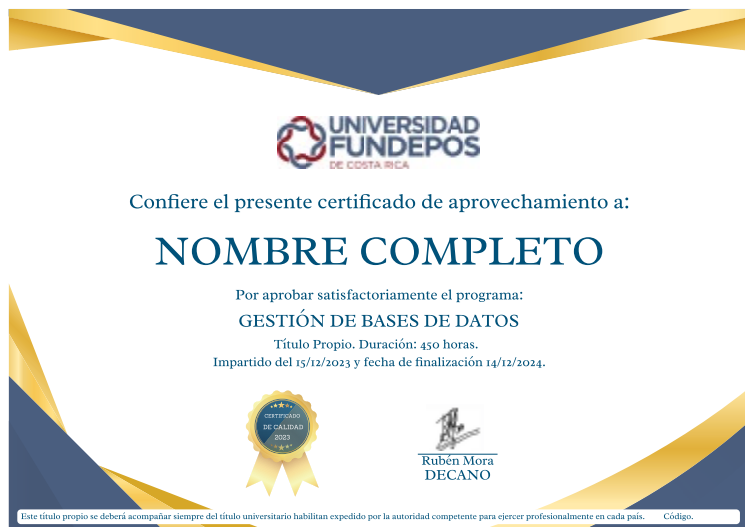 UNIVERSIDAD
FUNDEPOS
DE COSTA RICA
Confiere el presente certificado de aprovechamiento a:
NOMBRE COMPLETO
Por aprobar satisfactoriamente el programa:
GESTIÓN DE BASES DE DATOS
Título Propio. Duración: 450 horas.
Impartido del 15/12/2023 y fecha de finalización 14/12/2024.
CERTIFICADO
DE CALIDAD
2023
Rubén Mora
DECANO
Este título propio se deberá acompañar siempre del título universitario habilitan expedido por la autoridad competente para ejercer profesionalmente en cada país. Código.